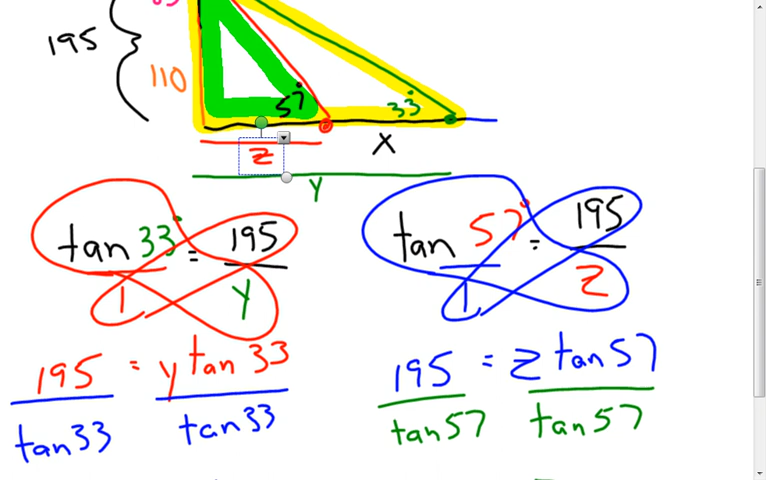 195
110
57°
33°
z
x
y
tan 33° = 195
1 y
tan 57° = 195
1 z
195 = y tan 33
tan33 tan33
195 = z tan 57
tan57 tan57